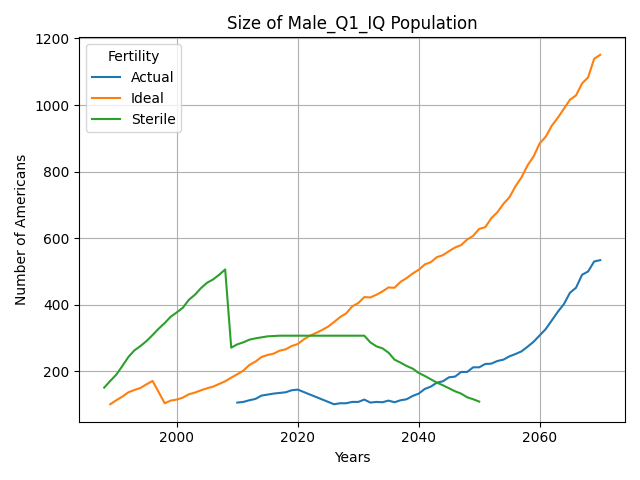 Size of Male_Q1_IQ Population
Number of Americans
1200
1000
800
600
400
200
Fertility
Actual
Ideal
Sterile
2000
2020
2040
2060
Years